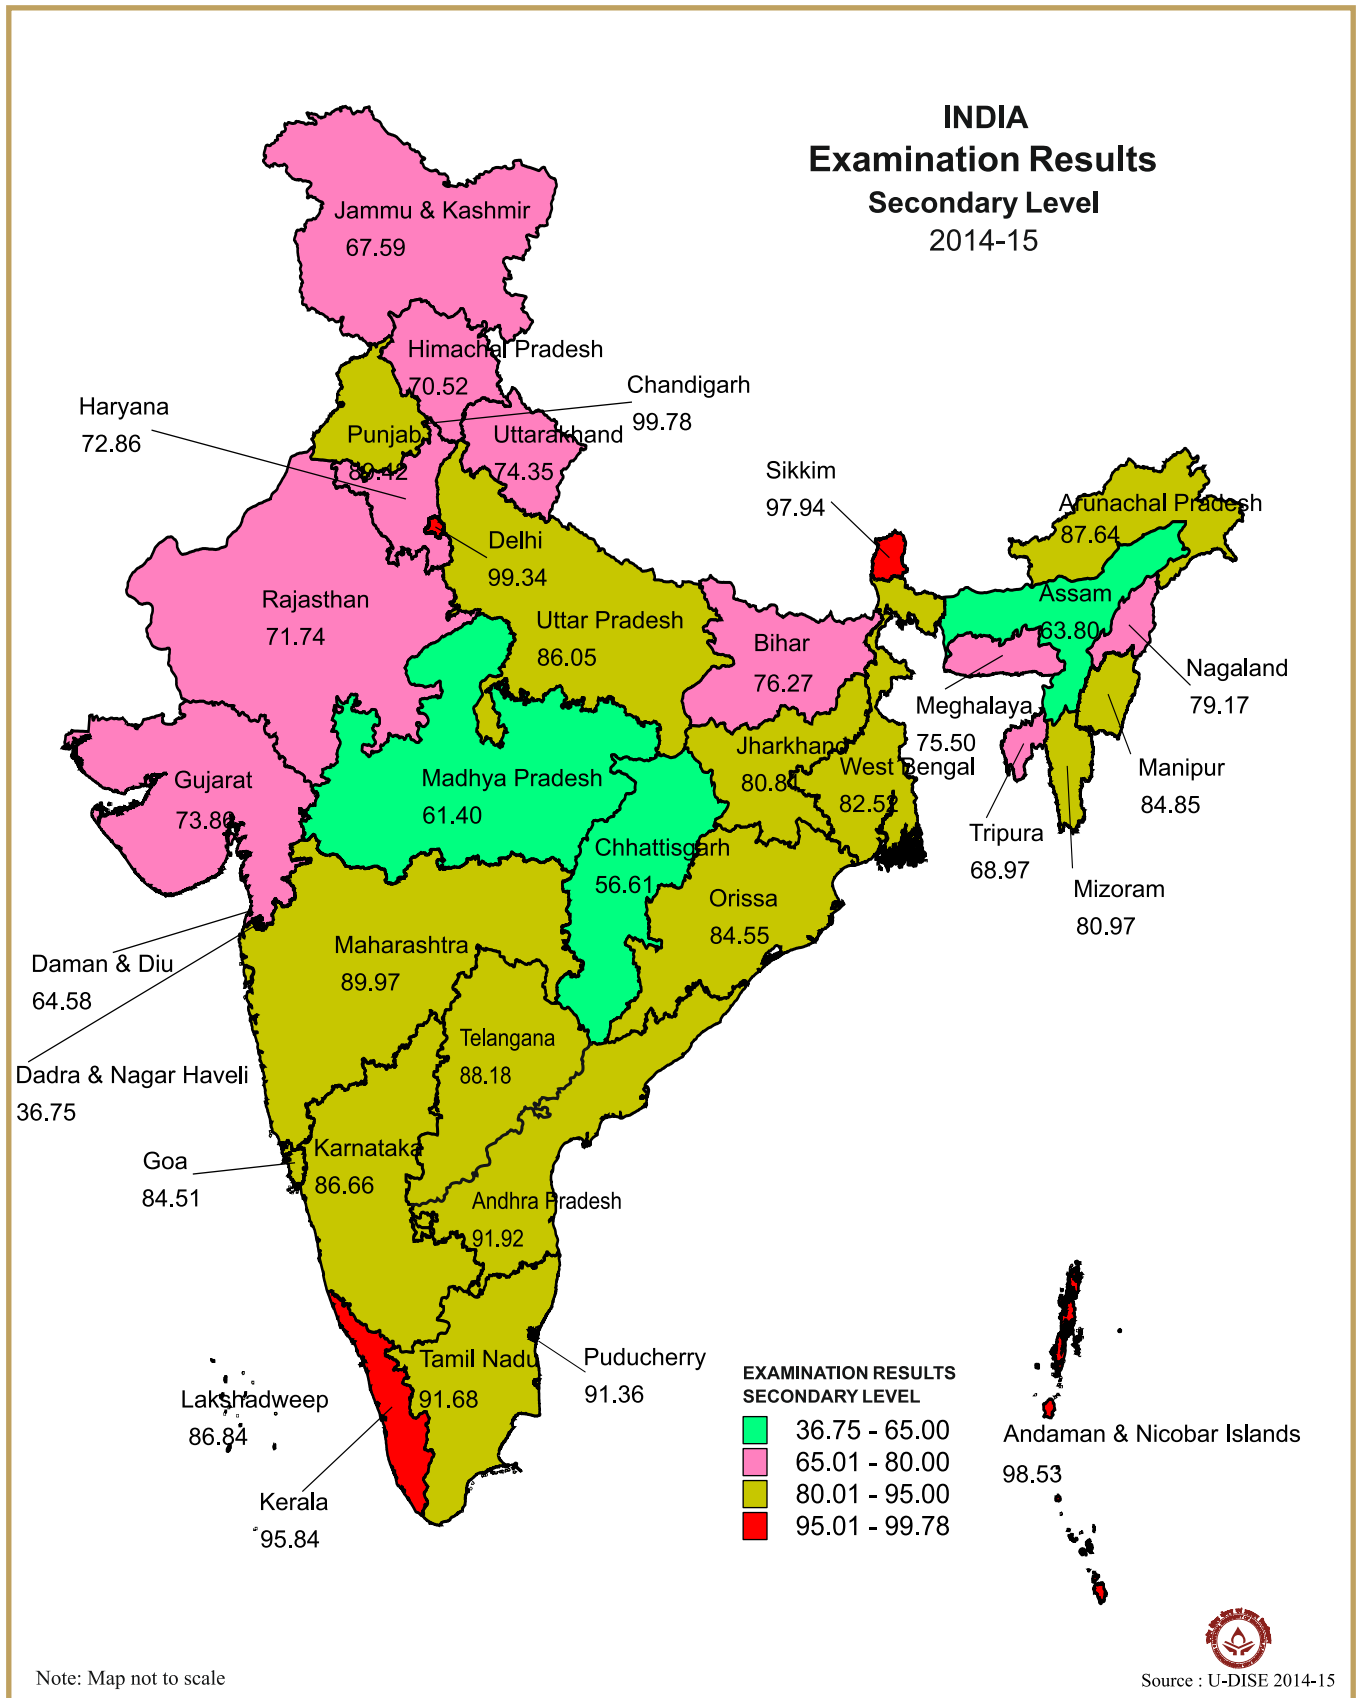 INDIA
Examination Results
Secondary Level
2014-15
Jammu & Kashmir
67.59
Himachal Pradesh
70.52
Chandigarh
99.78
Haryana
72.86
Punjab
89.42
Uttarakhand
74.35
Sikkim
97.94
Arunachal Pradesh
87.64
Delhi
99.34
Rajasthan
71.74
Uttar Pradesh
86.05
Bihar
76.27
Assam
63.80
Nagaland
79.17
Meghalaya
75.50
Jharkhand
80.81
West Bengal
82.52
Manipur
84.85
Gujarat
73.86
Madhya Pradesh
61.40
Tripura
68.97
Chhattisgarh
56.61
Mizoram
80.97
Orissa
84.55
Maharashtra
89.97
Daman & Diu
64.58
Telangana
88.18
Dadra & Nagar Haveli
36.75
Goa
84.51
Karnataka
86.66
Andhra Pradesh
91.92
Tamil Nadu
91.68
Puducherry
91.36
Lakshadweep
86.84
Kerala
95.84
EXAMINATION RESULTS
SECONDARY LEVEL
36.75 - 65.00
65.01 - 80.00
80.01 - 95.00
95.01 - 99.78
Andaman & Nicobar Islands
98.53
Note: Map not to scale
Source : U-DISE 2014-15